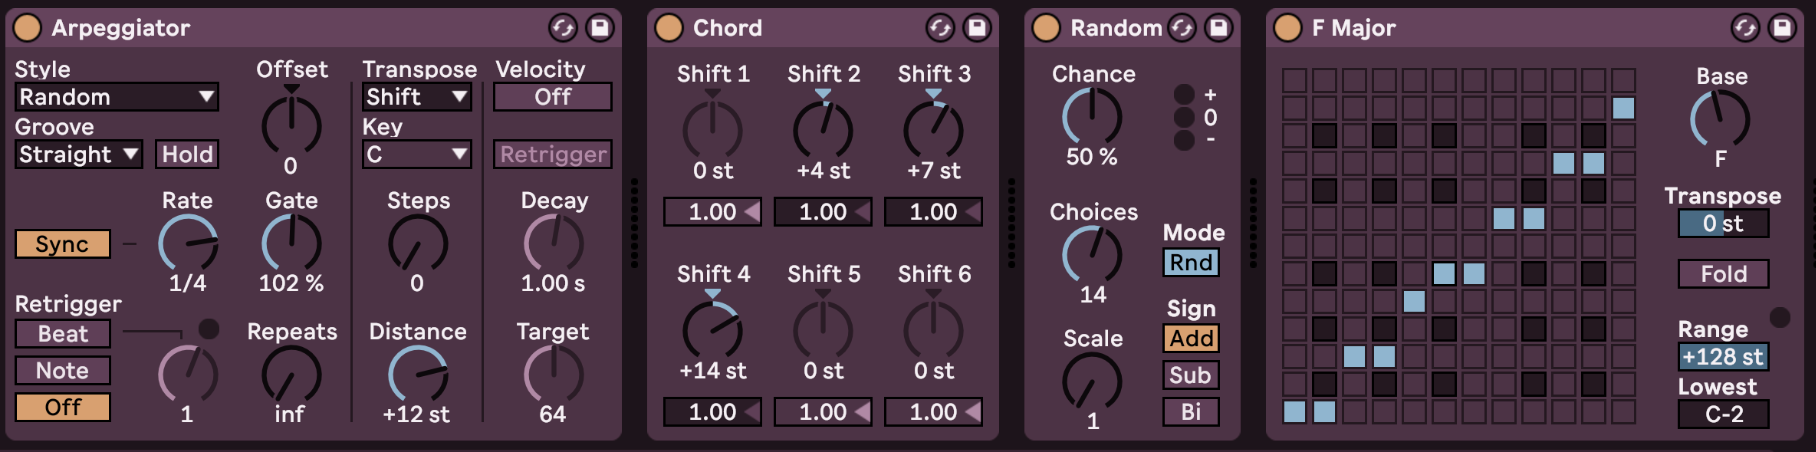 Arpeggiator
Style
Random
Groove
Straight
Hold
Offset
0
Transpose
Shift
Key
C
Velocity
Off
Retrigger
Sync
Rate
1/4
Gate
102 %
Steps
0
Decay
1.00 s
Retrigger
Beat
Note
Off
1
Repeats
inf
Distance
+12 st
Target
64
Chord
Shift 1
0 st
1.00
Shift 2
+4 st
1.00
Shift 3
+7 st
1.00
Shift 4
+14 st
1.00
Shift 5
0 st
1.00
Shift 6
0 st
1.00
Random
Chance
50 %
+
0
-
Choices
14
Mode
Rnd
Scale
1
Sign
Add
Sub
Bi
F Major
Base
F
Transpose
0 st
Fold
Range
+128 st
Lowest
C-2